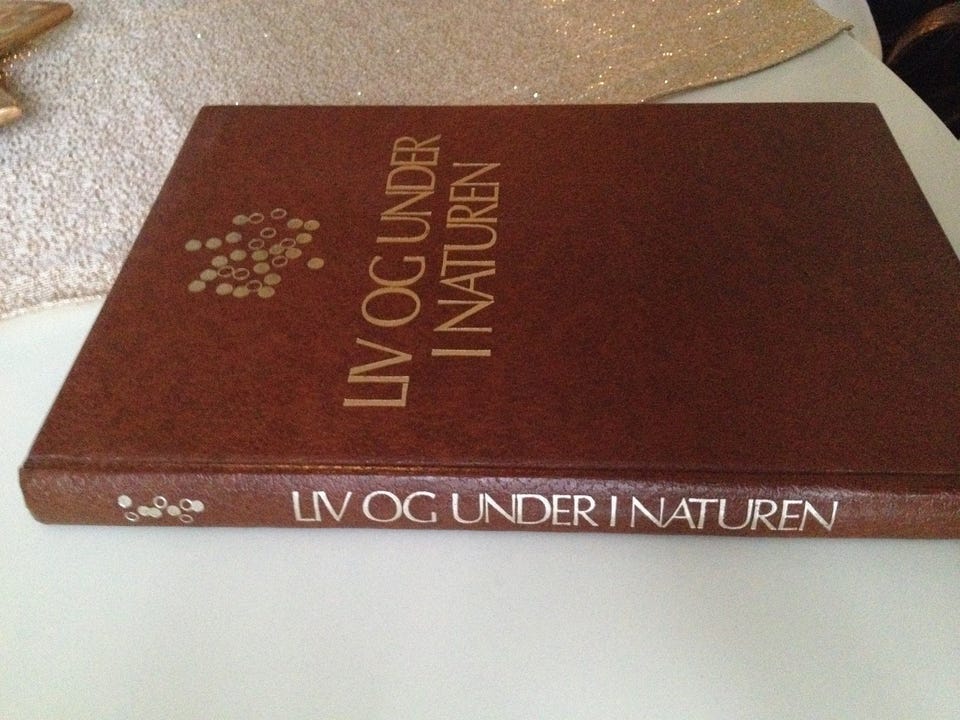 LIV OG UNDER
I NATUREN
LIV OG UNDER I NATUREN